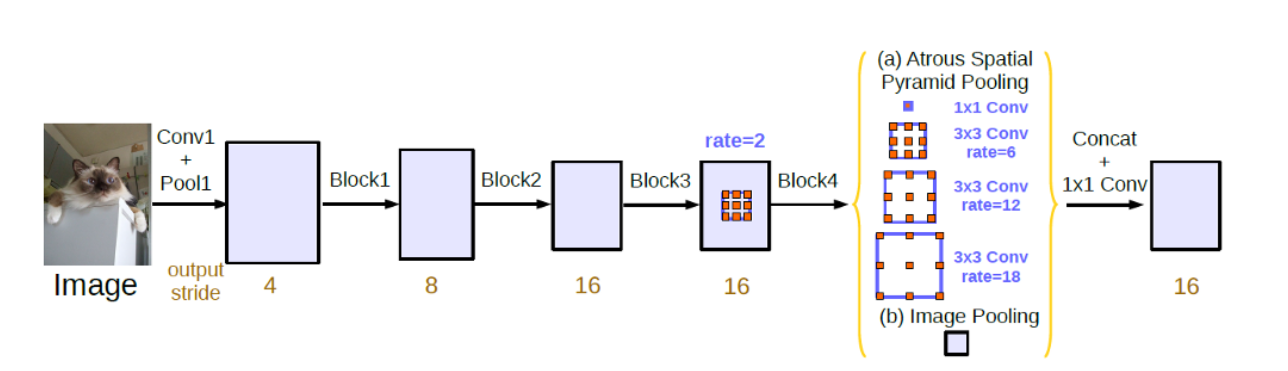 Image
Conv1
+
Pool1
output
stride
4
Block1
8
Block2
16
Block3
rate=2
16
Block4
(a) Atrous Spatial
Pyramid Pooling
1x1 Conv
3x3 Conv
rate=6
3x3 Conv
rate=12
3x3 Conv
rate=18
(b) Image Pooling
Concat
+
1x1 Conv
16